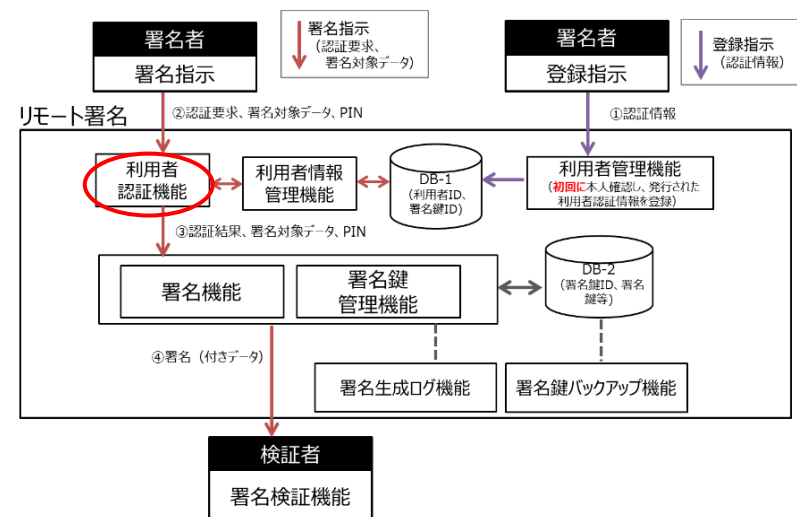 署名者
署名指示
署名指示
（認証要求、
署名対象データ）
署名者
登録指示
登録指示
（認証情報）
リモート署名
②認証要求、署名対象データ、PIN
①認証情報
利用者
認証機能
利用者情報
管理機能
DB-1
（利用者ID、
署名鍵ID）
利用者管理機能
（初回に本人確認し、発行された
利用者認証情報を登録）
③認証結果、署名対象データ、PIN
署名機能
署名鍵
管理機能
DB-2
（署名鍵ID、署名
鍵等）
④署名（付きデータ）
署名生成ログ機能
署名鍵バックアップ機能
検証者
署名検証機能